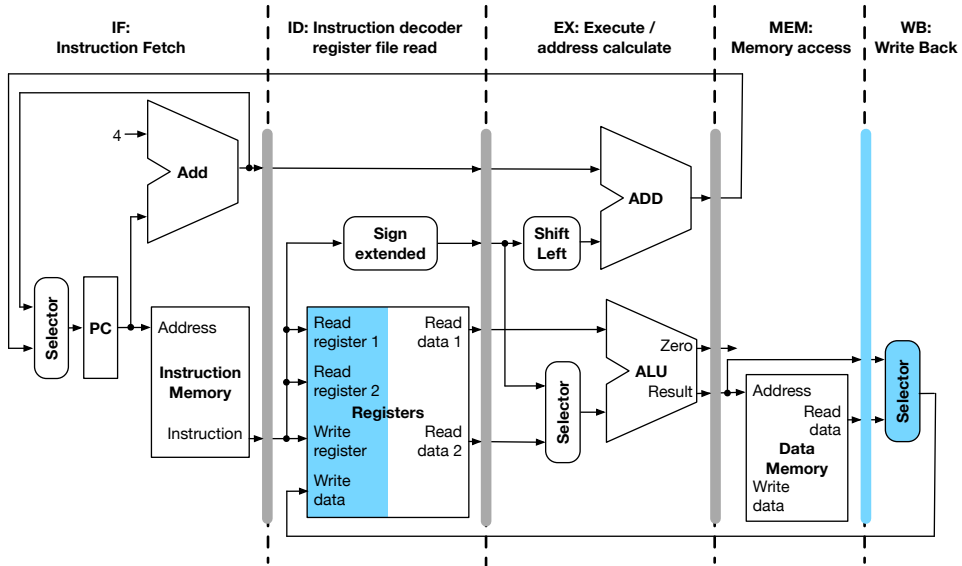 IF:
Instruction Fetch
ID: Instruction decoder
register file read
EX: Execute /
address calculate
MEM:
Memory access
WB:
Write Back
4
Add
ADD
Sign
extended
Shift
Left
Selector
PC
Address
Instruction
Memory
Instruction
Read
register 1
Read
register 2
Registers
Write
register
Write
data
Read
data 1
Read
data 2
Selector
Zero
ALU
Result
Address
Read
data
Data
Memory
Write
data
Selector